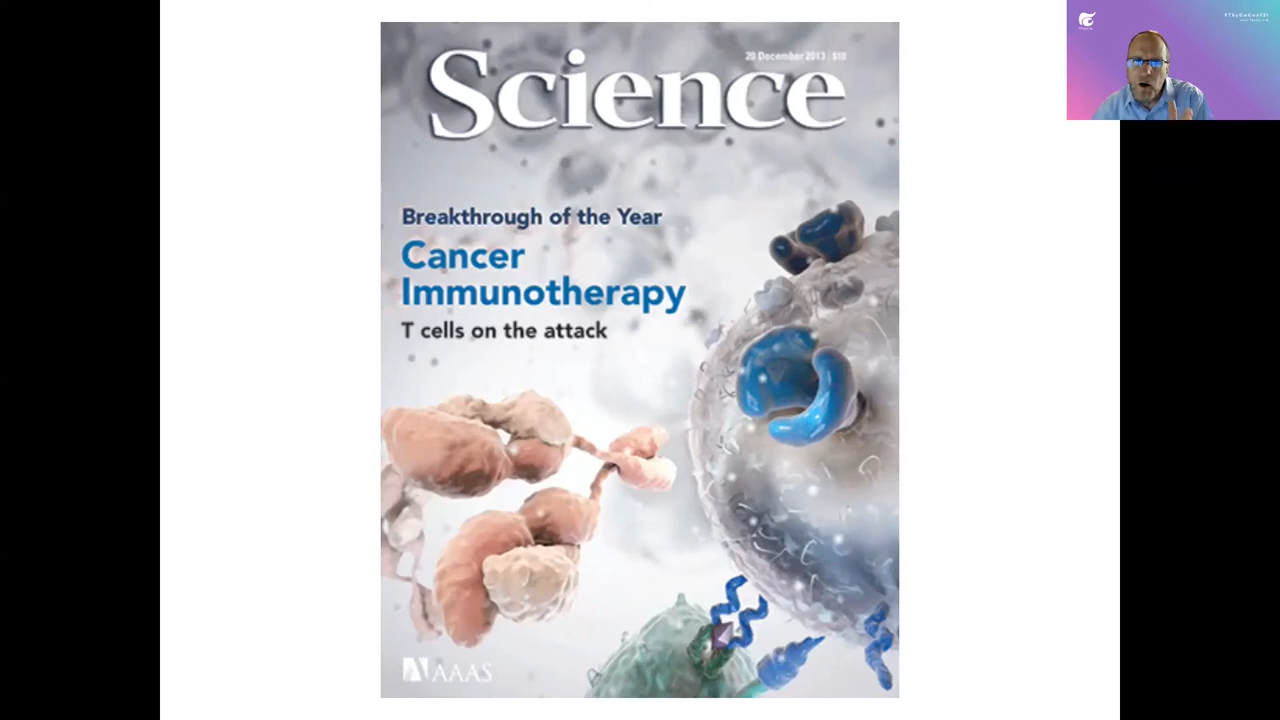 20 December 2013 | $10
Science
Breakthrough of the Year
Cancer
Immunotherapy
T cells on the attack
AAAS